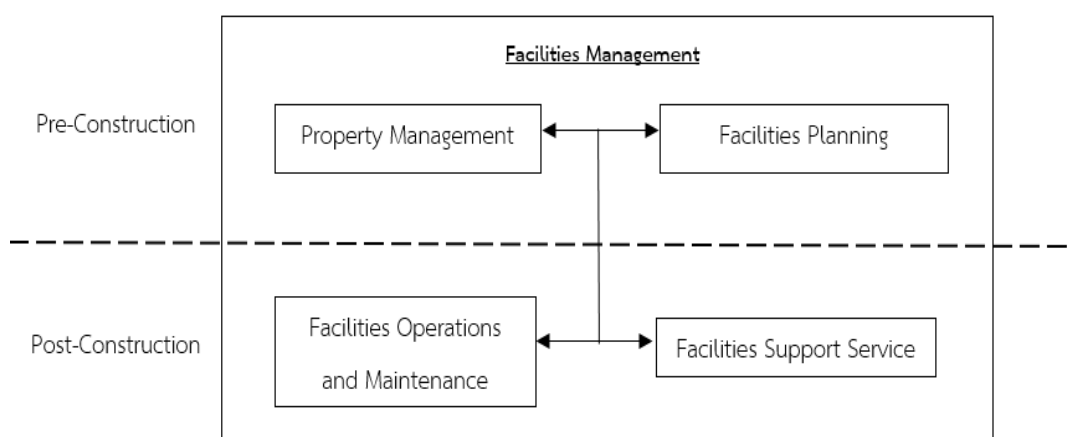 Facilities Management
Pre-Construction
Property Management
Facilities Planning
Post-Construction
Facilities Operations
and Maintenance
Facilities Support Service